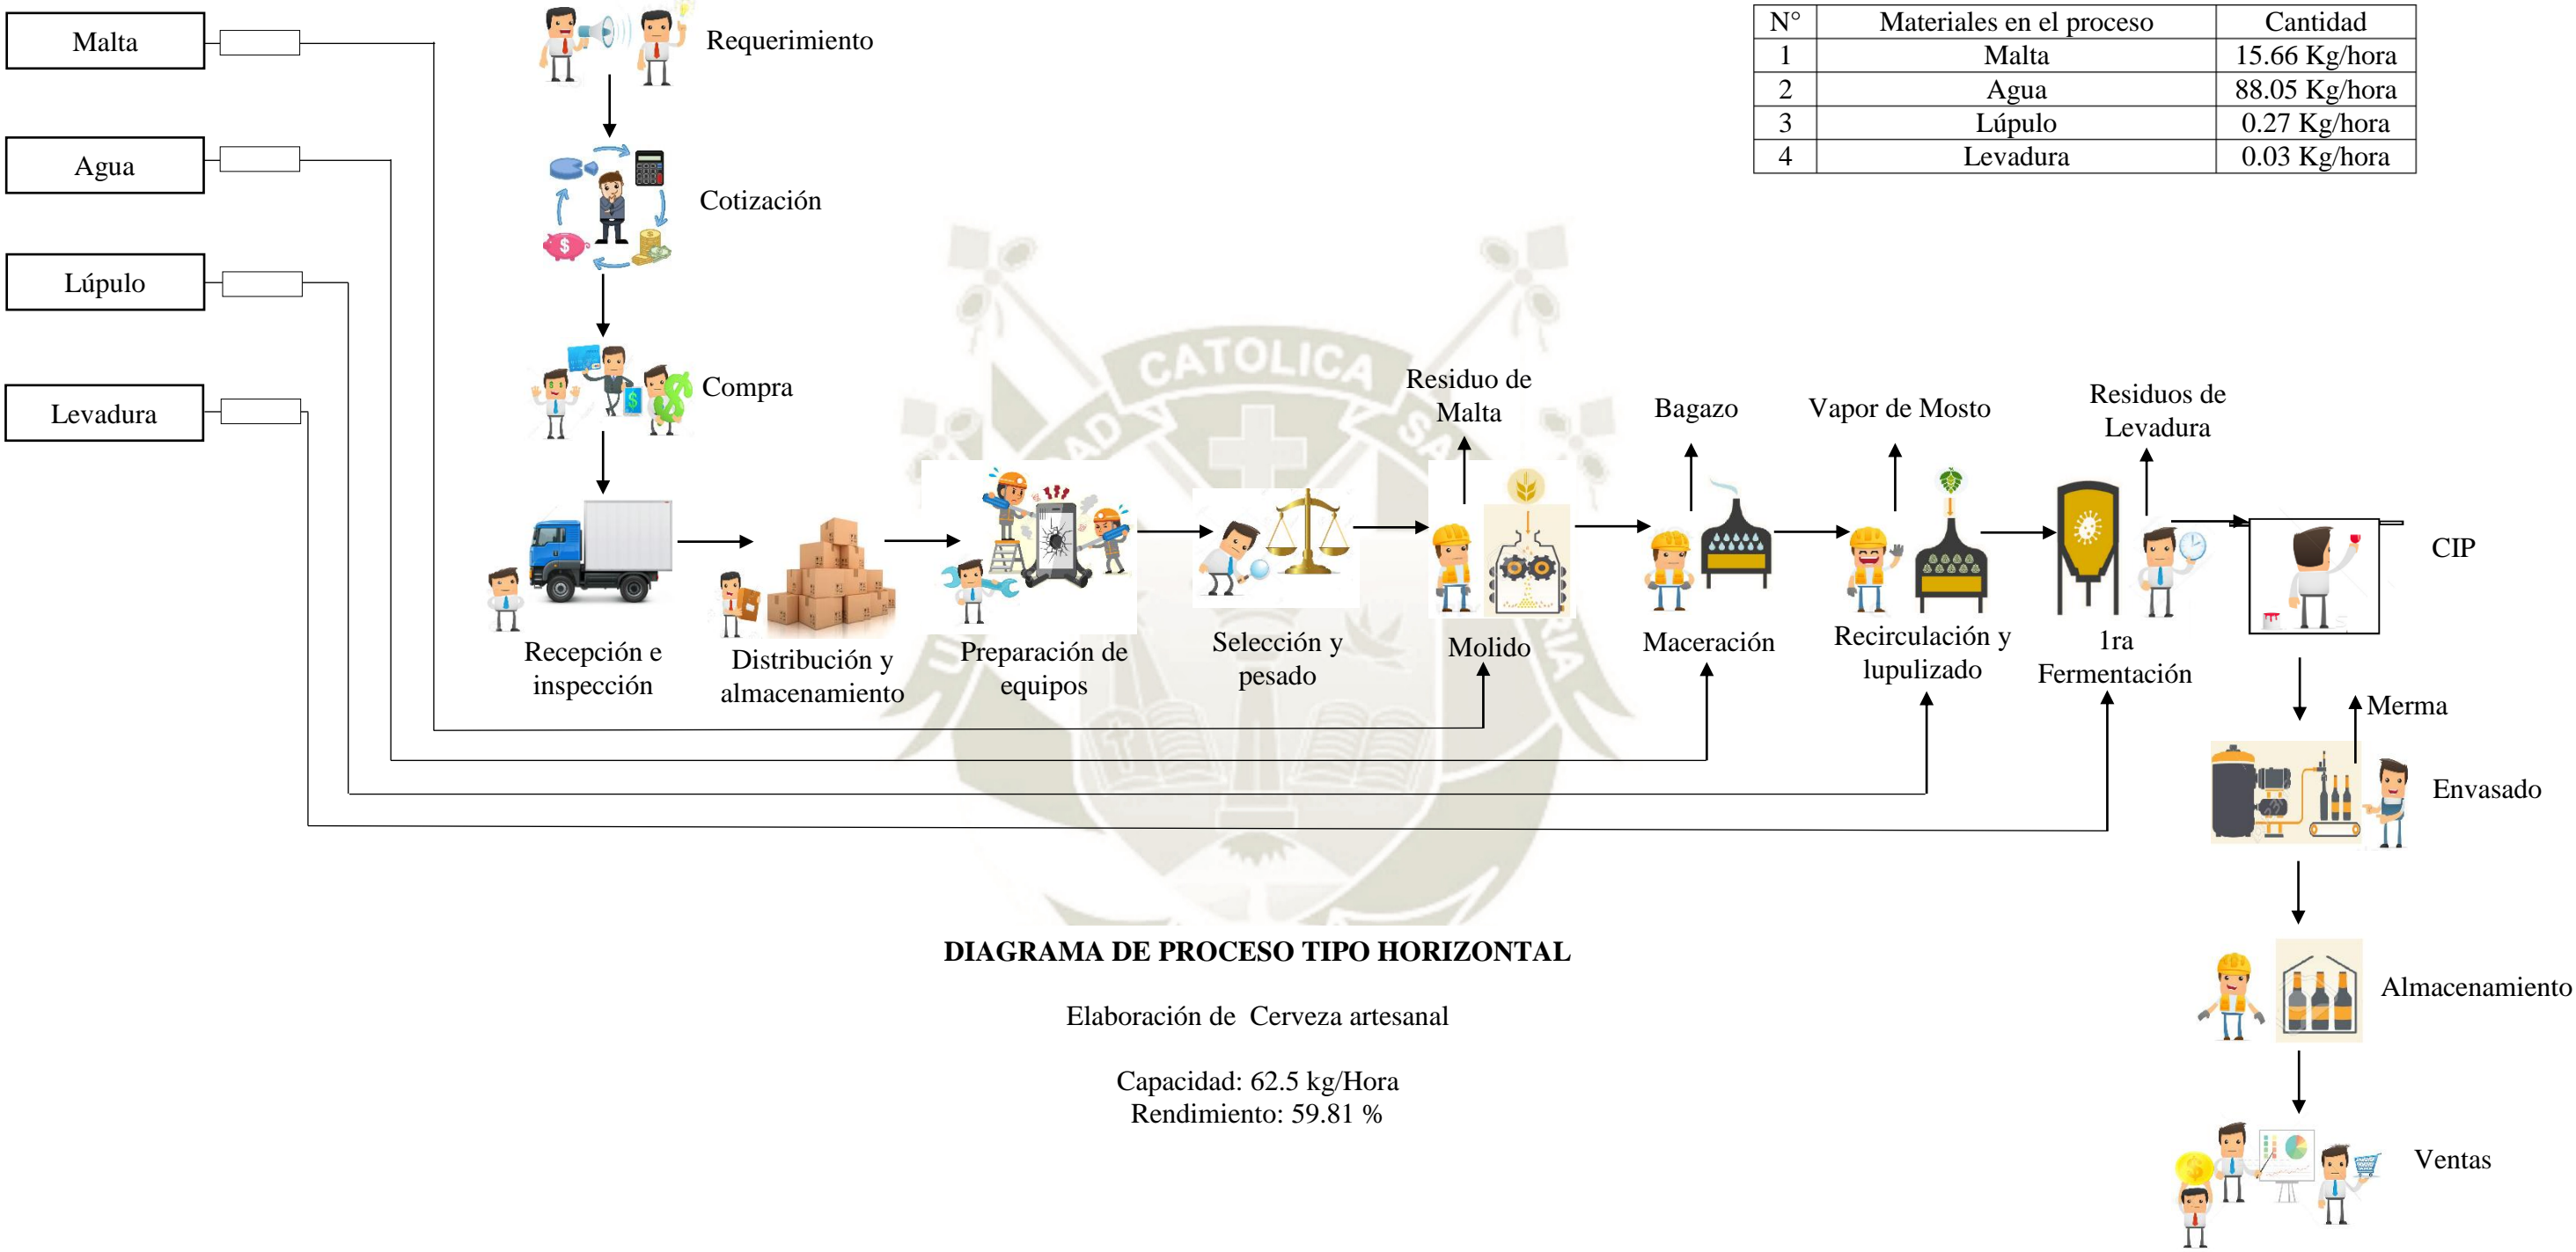 Malta
Agua
Lúpulo
Levadura
Requerimiento
Cotización
Compra
N° Materiales en el proceso Cantidad
1 Malta 15.66 Kg/hora
2 Agua 88.05 Kg/hora
3 Lúpulo 0.27 Kg/hora
4 Levadura 0.03 Kg/hora
CATOLICA
Residuo de
Malta
Bagazo
Vapor de Mosto
Residuos de
Levadura
CIP
Recepción e
inspección
Distribución y
almacenamiento
Preparación de
equipos
Selección y
pesado
Molido
Maceración
Recirculación y
lupulizado
1ra
Fermentación
Merma
Envasado
Almacenamiento
Ventas
DIAGRAMA DE PROCESO TIPO HORIZONTAL
Elaboración de Cerveza artesanal
Capacidad: 62.5 kg/Hora
Rendimiento: 59.81 %